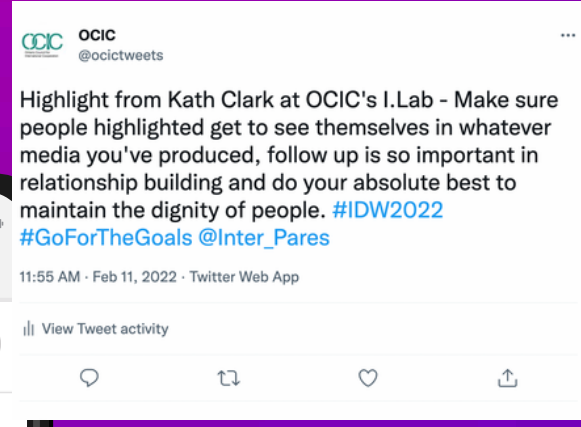 OCIC
OCIC
@ocictweets
Highlight from Kath Clark at OCIC's I.Lab - Make sure
people highlighted get to see themselves in whatever
media you've produced, follow up is so important in
relationship building and do your absolute best to
maintain the dignity of people. #IDW2022
#GoForTheGoals @Inter_Pares
11:55 AM · Feb 11, 2022 · Twitter Web App
View Tweet activity